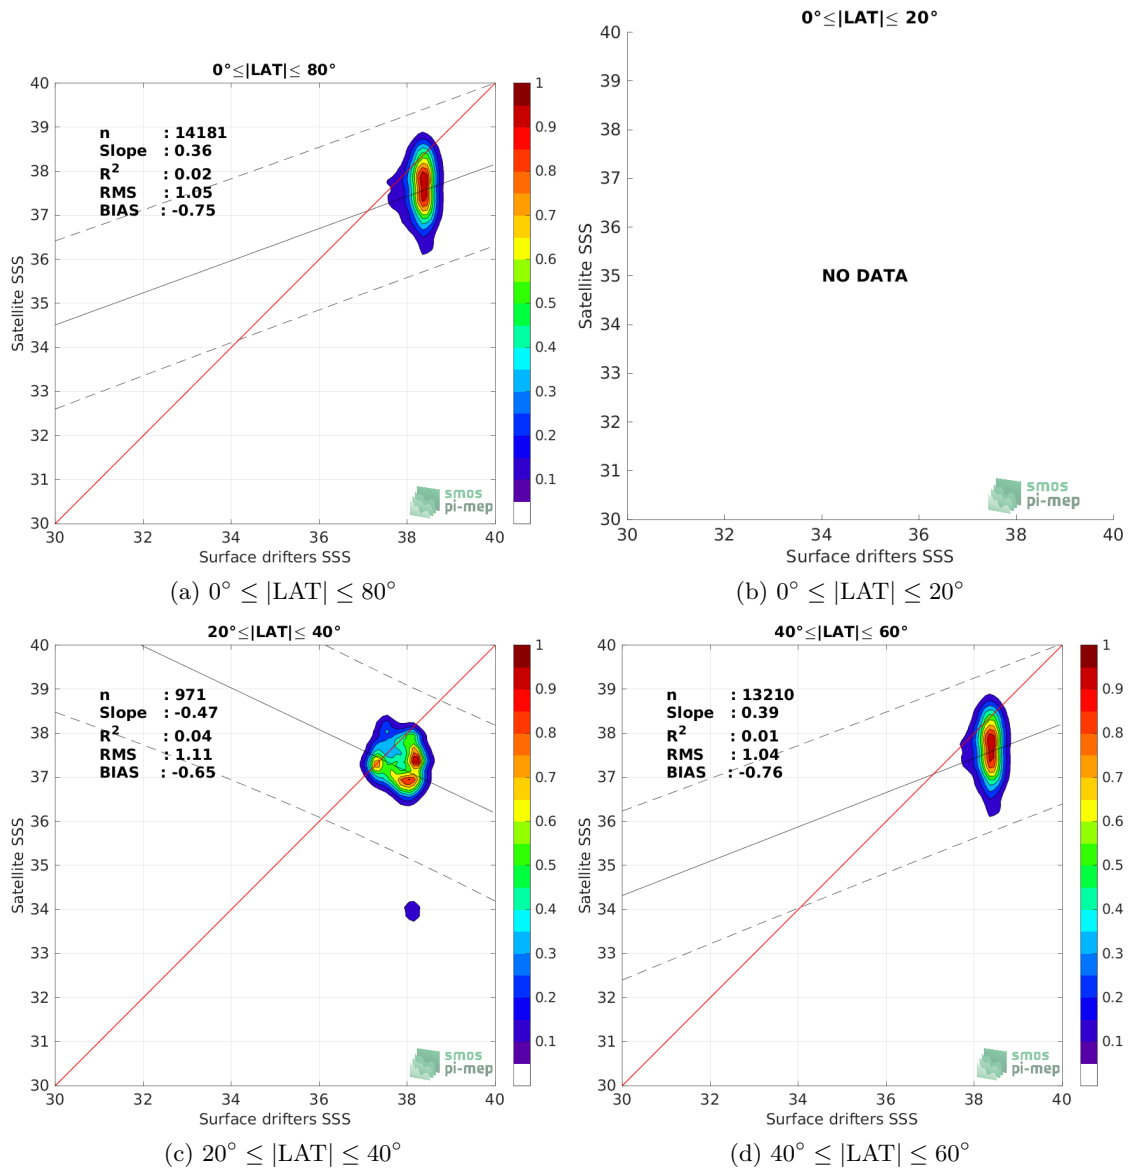 0°≤|LAT|≤ 80°
40
39
38
37
36
35
34
33
32
31
30
Satellite SSS
n : 14181
Slope : 0.36
R² : 0.02
RMS : 1.05
BIAS : -0.75
smos
pi-mep
30 32 34 36 38 40
Surface drifters SSS
1
0.9
0.8
0.7
0.6
0.5
0.4
0.3
0.2
0.1
(a) 0° ≤ |LAT| ≤ 80°
0°≤|LAT|≤ 20°
40
39
38
37
36
35
34
33
32
31
30
Satellite SSS
NO DATA
smos
pi-mep
30 32 34 36 38 40
Surface drifters SSS
(b) 0° ≤ |LAT| ≤ 20°
20°≤|LAT|≤ 40°
40
39
38
37
36
35
34
33
32
31
30
Satellite SSS
n : 971
Slope : -0.47
R² : 0.04
RMS : 1.11
BIAS : -0.65
smos
pi-mep
30 32 34 36 38 40
Surface drifters SSS
1
0.9
0.8
0.7
0.6
0.5
0.4
0.3
0.2
0.1
(c) 20° ≤ |LAT| ≤ 40°
40°≤|LAT|≤ 60°
40
39
38
37
36
35
34
33
32
31
30
Satellite SSS
n : 13210
Slope : 0.39
R² : 0.01
RMS : 1.04
BIAS : -0.76
smos
pi-mep
30 32 34 36 38 40
Surface drifters SSS
1
0.9
0.8
0.7
0.6
0.5
0.4
0.3
0.2
0.1
(d) 40° ≤ |LAT| ≤ 60°